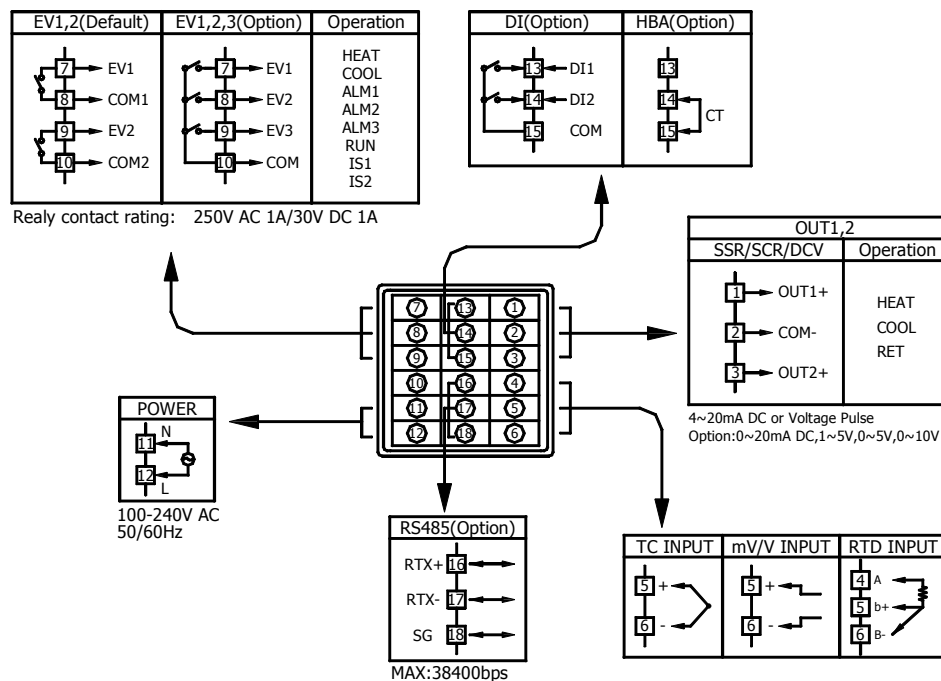 EV1,2(Default) EV1,2,3(Option) Operation
7 EV1 7 EV1 HEAT
COOL
8 COM1 8 EV2 ALM1
ALM2
9 EV2 9 EV3 ALM3
RUN
10 COM2 10 COM IS1
IS2
Realy contact rating: 250V AC 1A/30V DC 1A
DI(Option) HBA(Option)
13 DI1 13
14 DI2 14
15 COM 15 CT
OUT1,2
SSR/SCR/DCV Operation
1 OUT1+ HEAT
2 COM- COOL
3 OUT2+ RET
4~20mA DC or Voltage Pulse
Option:0~20mA DC,1~5V,0~5V,0~10V
7 13 1
8 14 2
9 15 3
10 16 4
11 17 5
12 18 6
POWER
11 N
12 L
100-240V AC
50/60Hz
RS485(Option)
RTX+ 16
RTX- 17
SG 18
MAX:38400bps
TC INPUT mV/V INPUT RTD INPUT
5 + 5 + 4 A
5 b+
6 - 6 - 6 B-